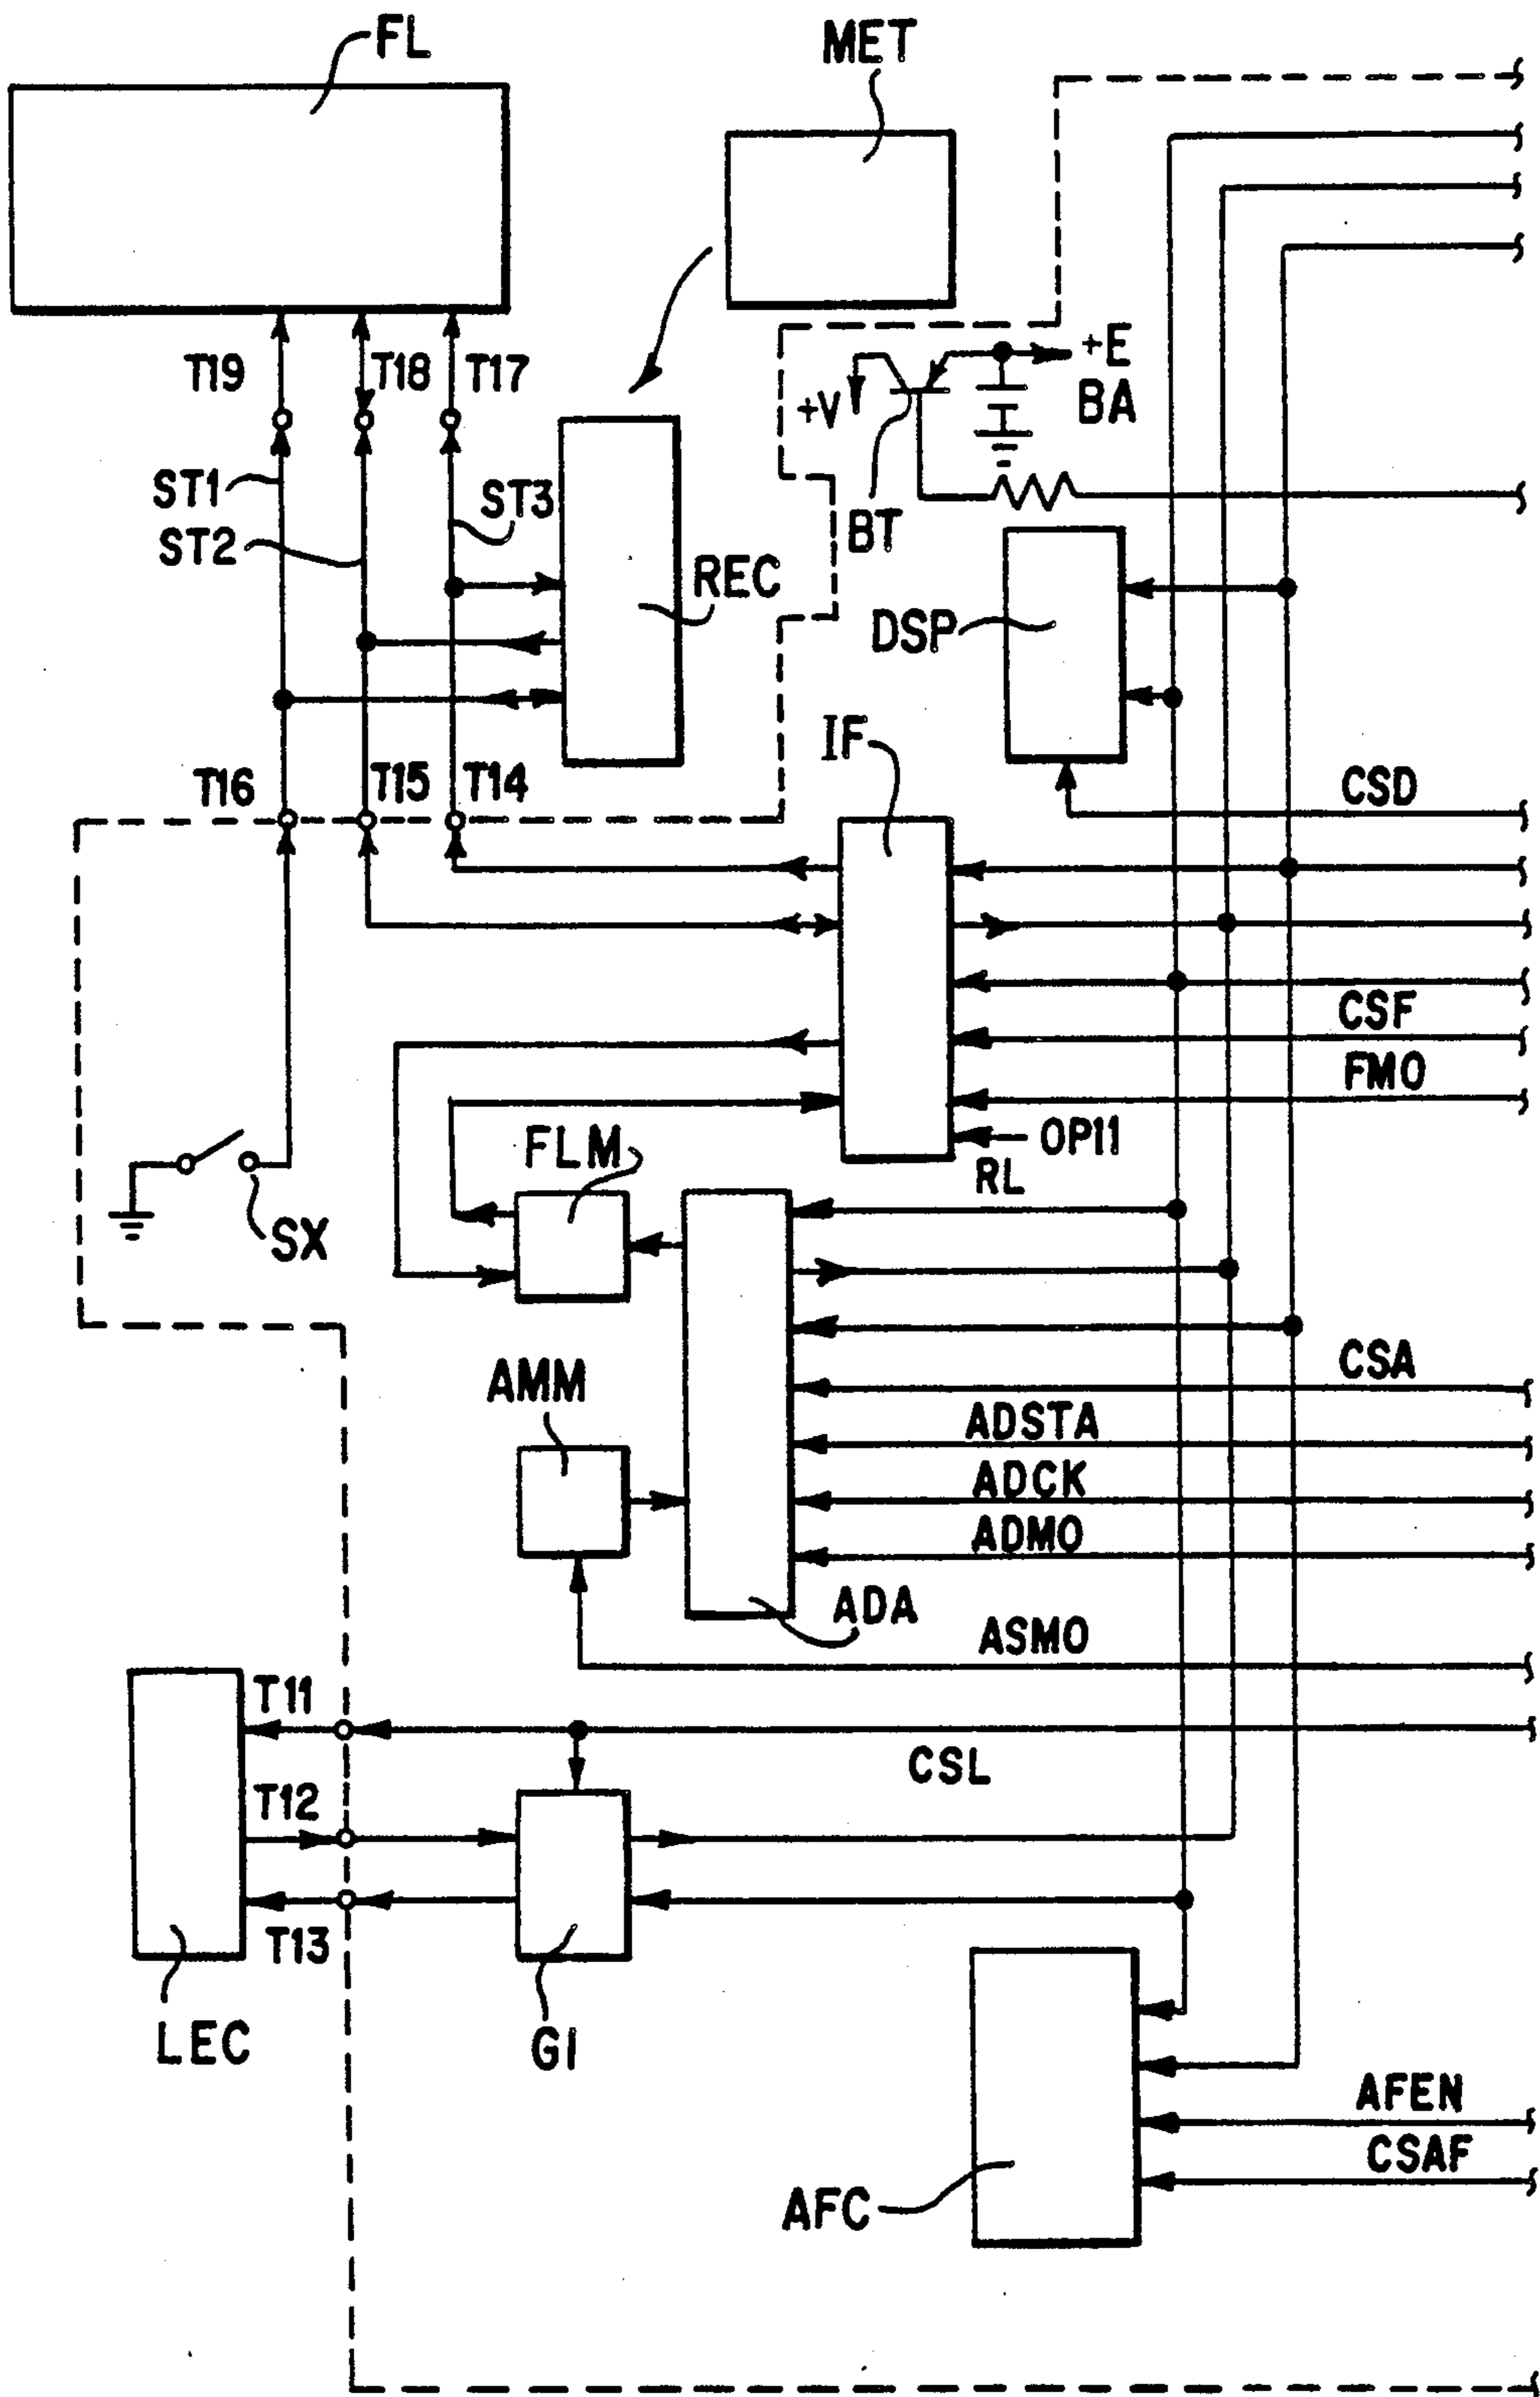 FL
MET
T19
T18
T17
+E
+V
BA
ST1
ST3
BT
ST2
REC
DSP
IF
T16
T15
T14
CSD
CSF
FMO
FLM
OP11
RL
SX
CSA
AMM
ADSTA
ADCK
ADMO
ADA
ASMO
T11
CSL
T12
T13
LEC
G1
AFEN
CSAF
AFC